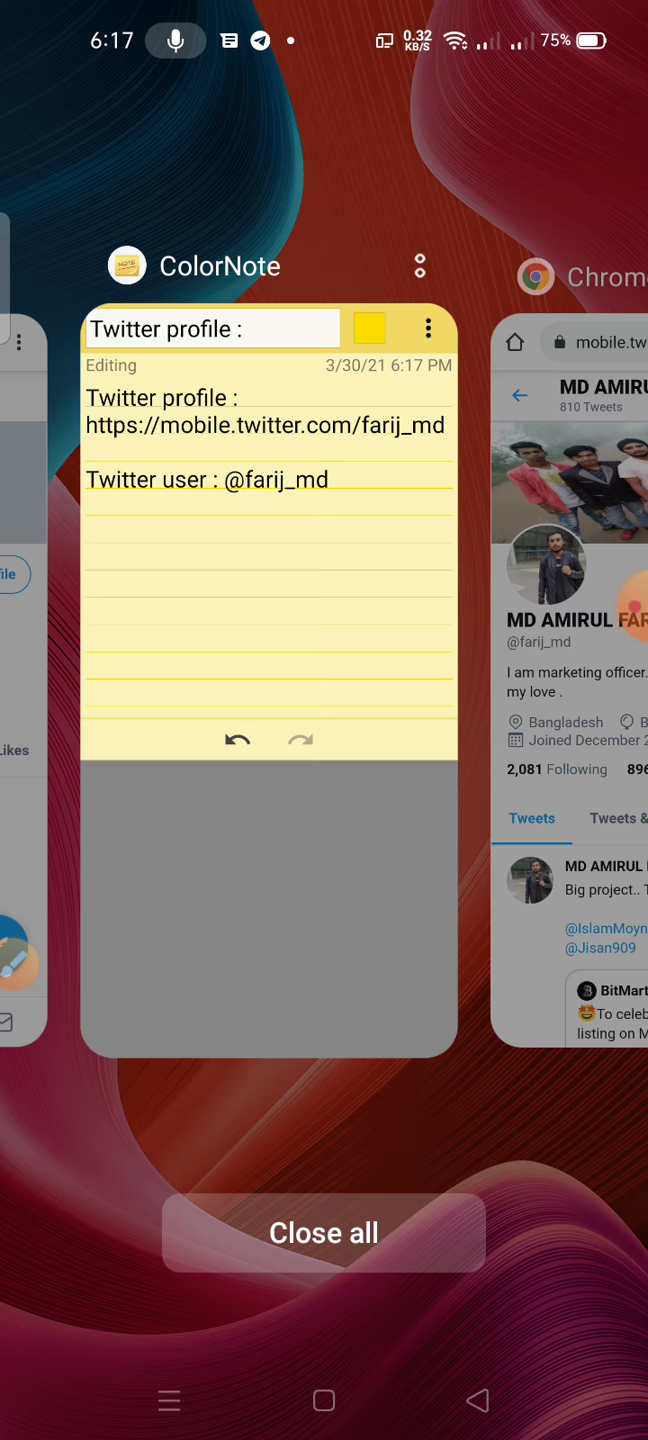 6:17
0.32
KB/S
75%
ColorNote
Twitter profile :
Editing
3/30/21 6:17 PM
Twitter profile :
https://mobile.twitter.com/farij_md
Twitter user : @farij_md
file
Likes
Chrome
mobile.tw
MD AMIRU
810 Tweets
MD AMIRUL FAR
@farij_md
I am marketing officer.
my love .
Bangladesh
Joined December 2
2,081 Following 896
Tweets
Tweets &
MD AMIRUL
Big project.. T
@IslamMoyn
@Jisan909
BitMart
To celeb
listing on M
Close all